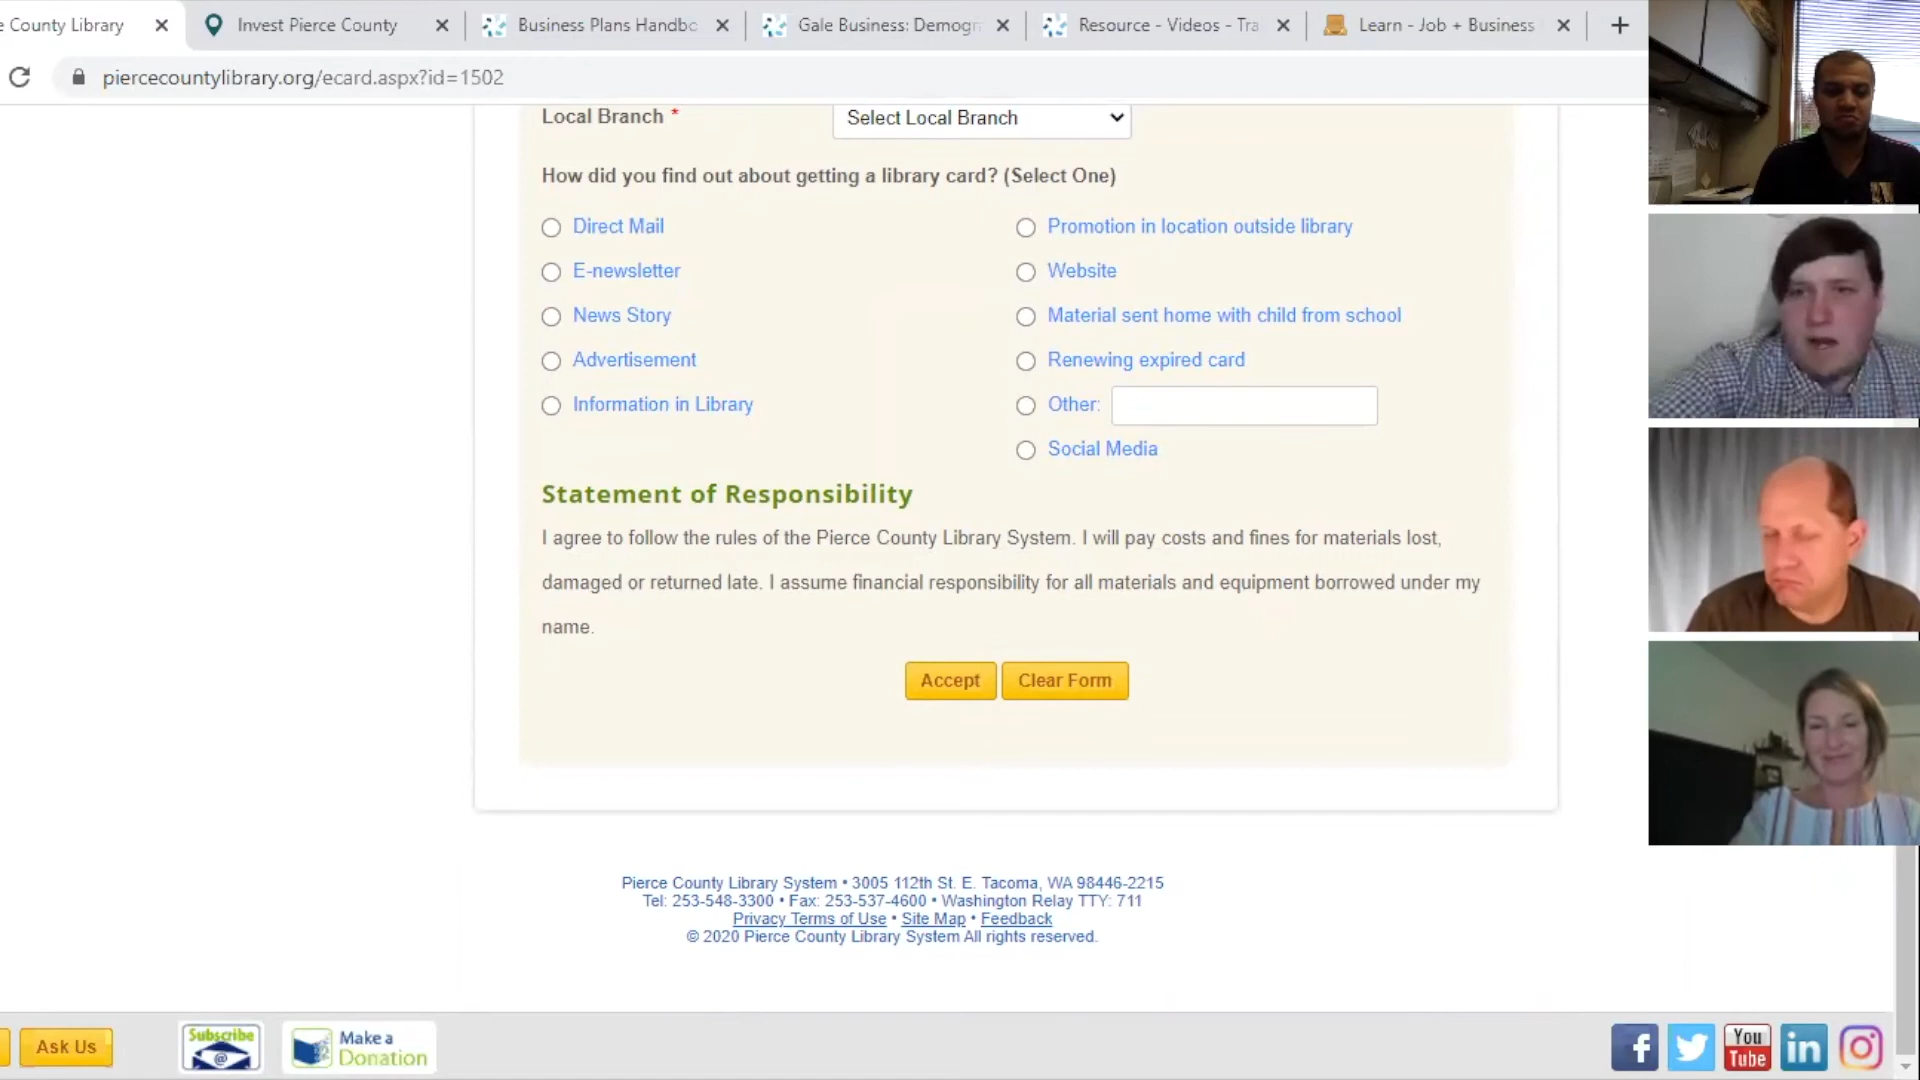 e County Library
Invest Pierce County
Business Plans Handbo
Gale Business: Demogr
Resource - Videos - Tra
Learn - Job + Business
piercecountylibrary.org/ecard.aspx?id=1502
Local Branch *
Select Local Branch
How did you find out about getting a library card? (Select One)
Direct Mail
Promotion in location outside library
E-newsletter
Website
News Story
Material sent home with child from school
Advertisement
Renewing expired card
Information in Library
Other:
Social Media
Statement of Responsibility
I agree to follow the rules of the Pierce County Library System. I will pay costs and fines for materials lost,
damaged or returned late. I assume financial responsibility for all materials and equipment borrowed under my
name.
Accept
Clear Form
Pierce County Library System • 3005 112th St. E. Tacoma, WA 98446-2215
Tel: 253-548-3300 • Fax: 253-537-4600 • Washington Relay TTY: 711
Privacy Terms of Use • Site Map • Feedback
© 2020 Pierce County Library System All rights reserved.
Ask Us
Subscribe
@
Make a
Donation
f
You
Tube
in